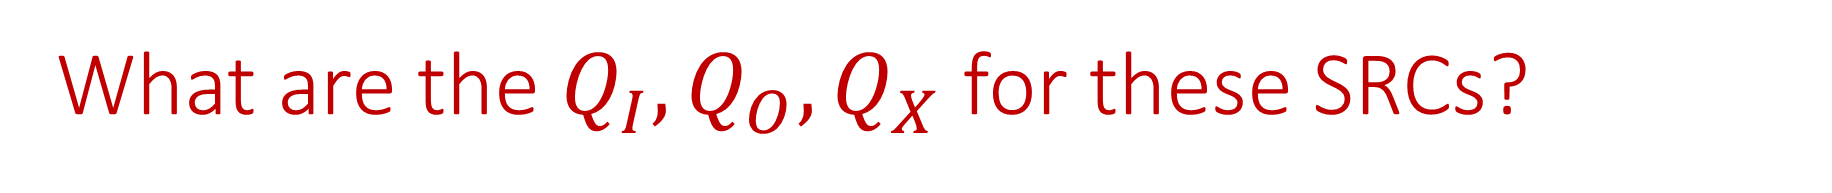 What are the Q_I, Q_O, Q_X for these SRCs?